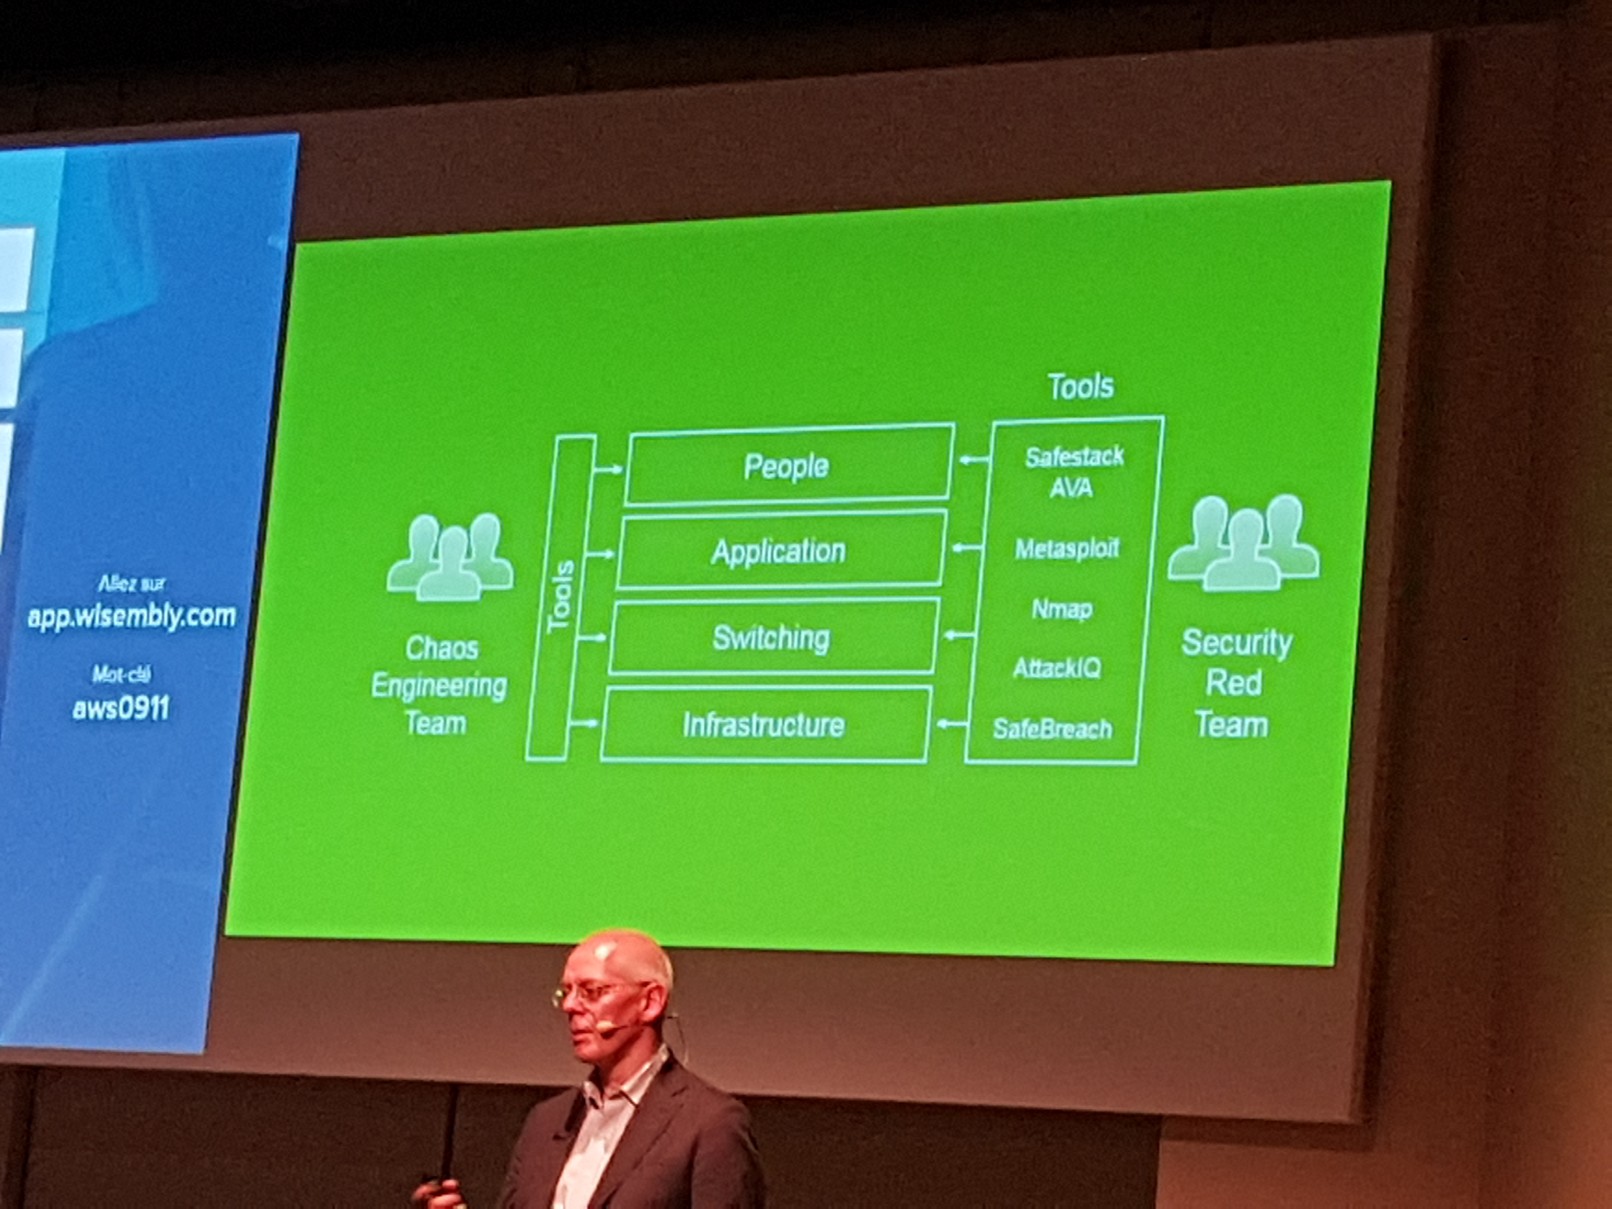 Allez sur
app.wisembly.com
Mot-clé
aws0911
Tools
People
Application
Switching
Infrastructure
Tools
Safestack
AVA
Metasploit
Nmap
AttackIQ
SafeBreach
Chaos
Engineering
Team
Security
Red
Team